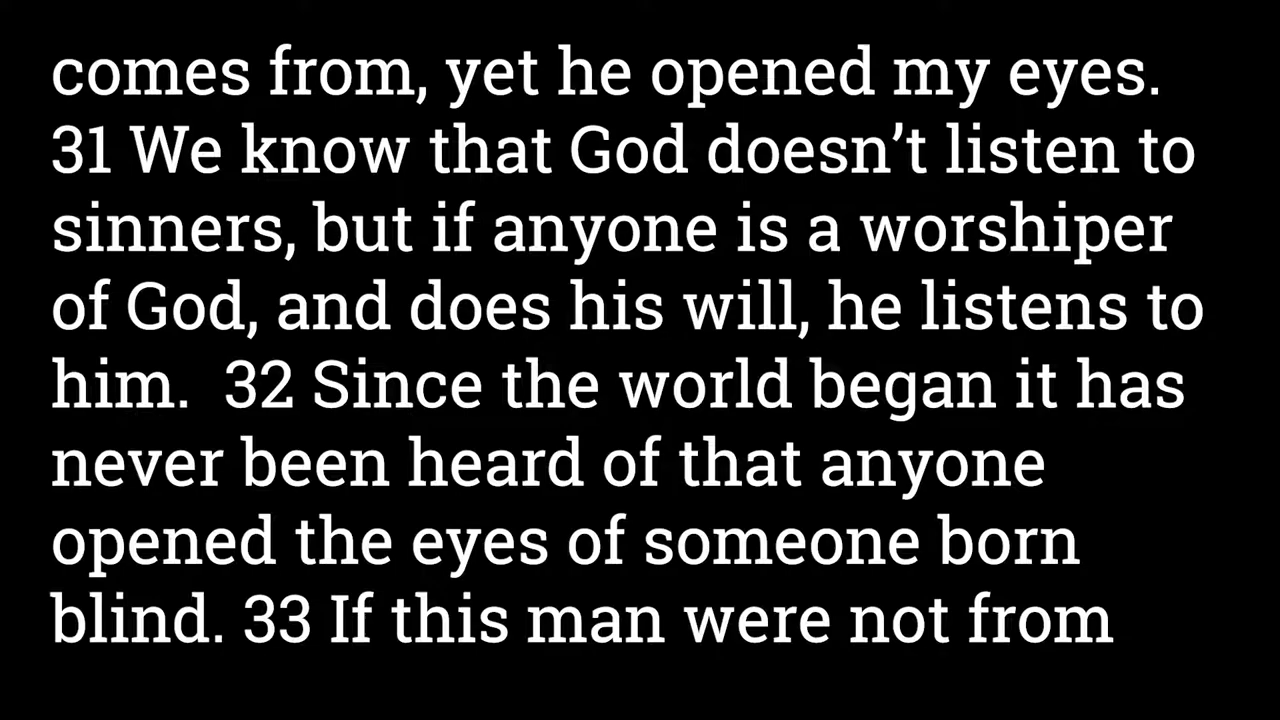 comes from, yet he opened my eyes.
31 We know that God doesn’t listen to
sinners, but if anyone is a worshiper
of God, and does his will, he listens to
him.  32 Since the world began it has
never been heard of that anyone
opened the eyes of someone born
blind. 33 If this man were not from